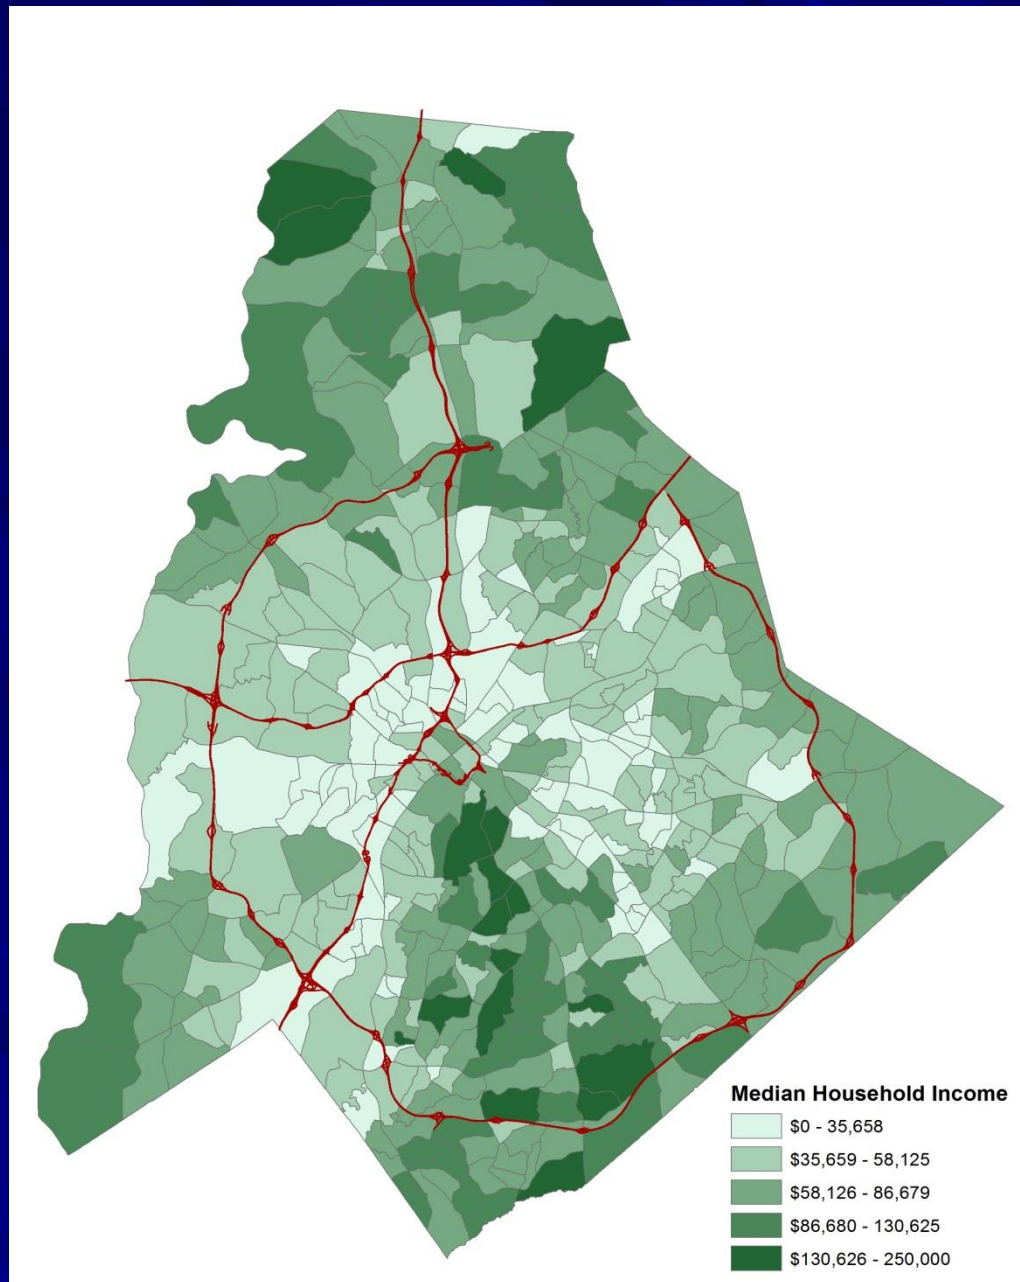 Median Household Income
$0 - 35,658
$35,659 - 58,125
$58,126 - 86,679
$86,680 - 130,625
$130,626 - 250,000